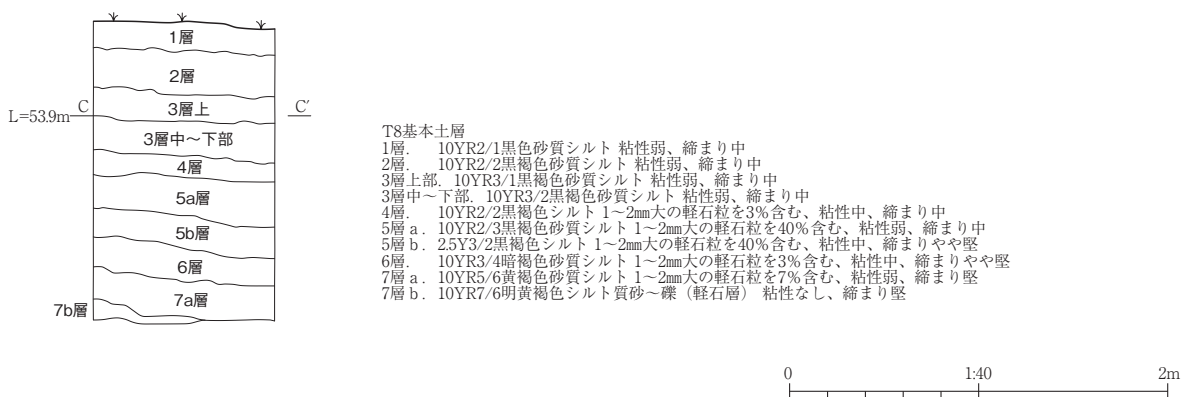 1層
2層
L=53.9m C 3層上 C′
3層中〜下部
4層
5a層
5b層
6層
7b層 7a層
T8基本土層
1層. 10YR2/1黒色砂質シルト 粘性弱、締まり中
2層. 10YR2/2黒褐色砂質シルト 粘性弱、締まり中
3層上部. 10YR3/1黒褐色砂質シルト 粘性弱、締まり中
3層中〜下部. 10YR3/2黒褐色砂質シルト 粘性弱、締まり中
4層. 10YR2/2黒褐色シルト 1〜2㎜大の軽石粒を3%含む、粘性中、締まり中
5層a. 10YR2/3黒褐色砂質シルト 1〜2㎜大の軽石粒を40%含む、粘性弱、締まり中
5層b. 2.5Y3/2黒褐色シルト 1〜2㎜大の軽石粒を40%含む、粘性中、締まりやや堅
6層. 10YR3/4暗褐色砂質シルト 1〜2㎜大の軽石粒を3%含む、粘性中、締まりやや堅
7層a. 10YR5/6黄褐色砂質シルト 1〜2㎜大の軽石粒を7%含む、粘性弱、締まり堅
7層b. 10YR7/6明黄褐色シルト質砂〜礫（軽石層） 粘性なし、締まり堅
0 1:40 2m